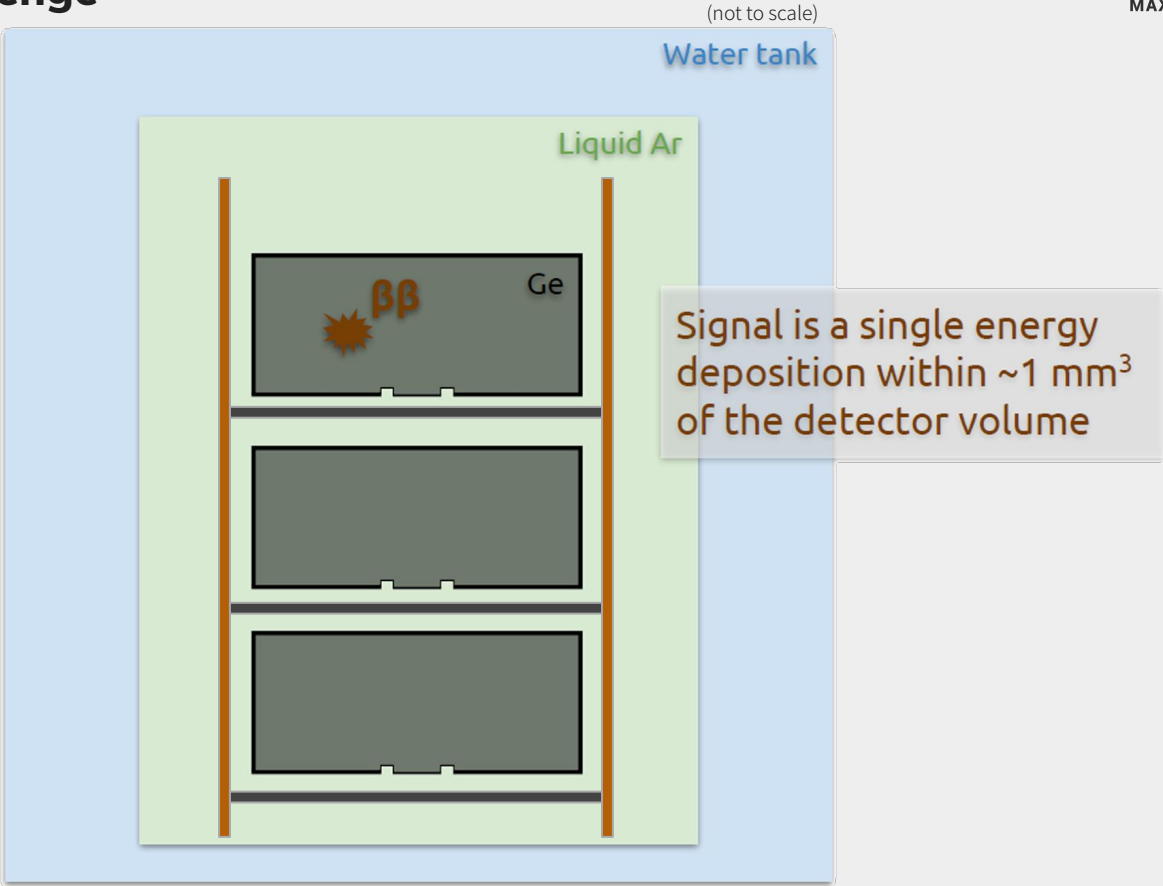 (not to scale)
Water tank
Liquid Ar
ββ
Ge
Signal is a single energy
deposition within ~1 mm³
of the detector volume